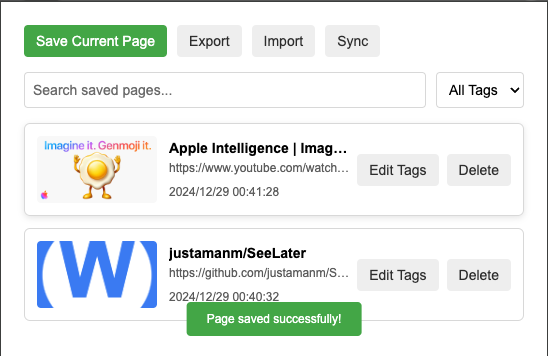 Save Current Page
Export
Import
Sync
Search saved pages...
All Tags
Imagine it. Genmoji it.
Apple Intelligence | Imag...
https://www.youtube.com/watch...
2024/12/29 00:41:28
Edit Tags
Delete
(W)
justamanm/SeeLater
https://github.com/justamanm/S...
2024/12/29 00:40:32
Edit Tags
Delete
Page saved successfully!